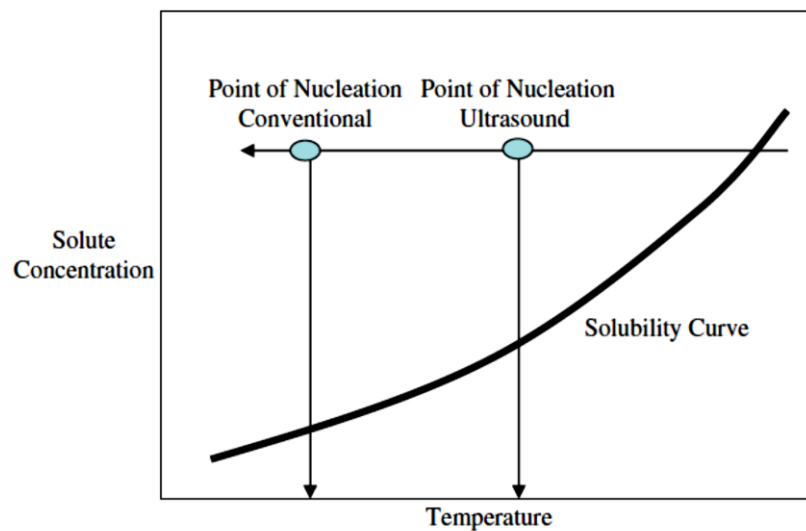 Point of Nucleation
Conventional
Point of Nucleation
Ultrasound
Solute
Concentration
Solubility Curve
Temperature